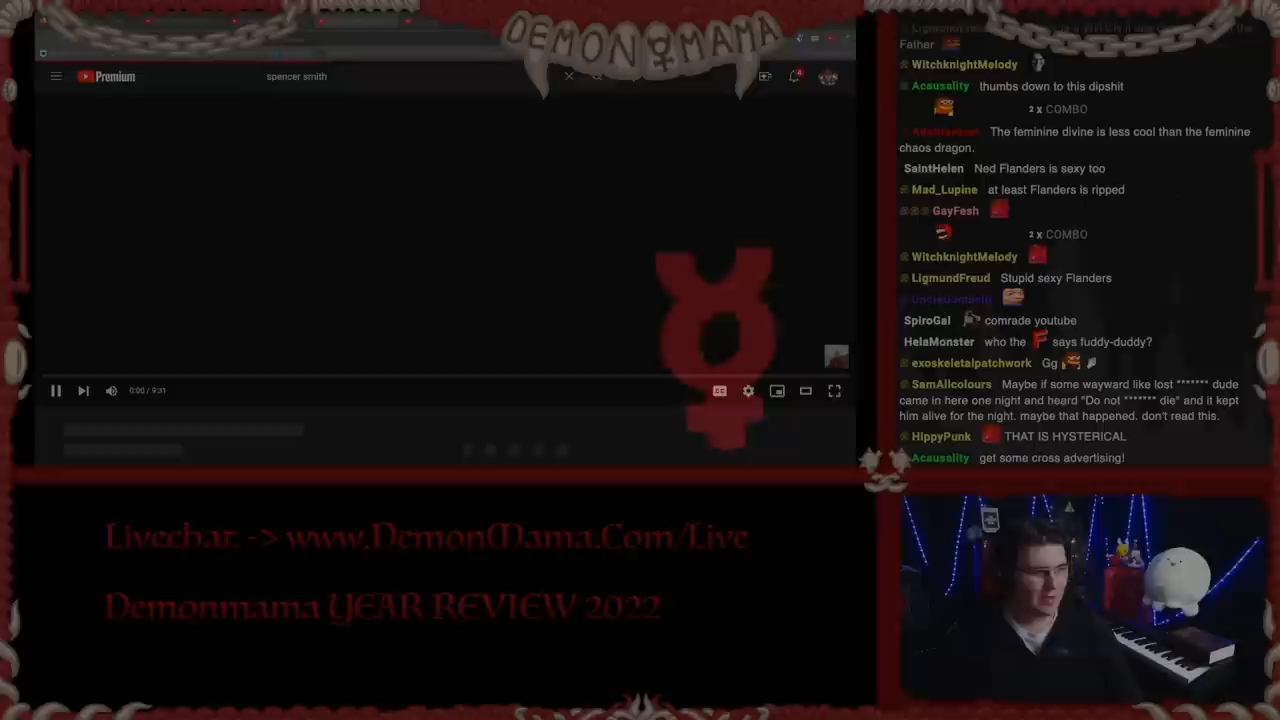 DEMON MAMA
Premium
spencer smith
4
0:00 / 9:31
CC
Livechat -> www.DemonMama.Com/Live
Demonmama YEAR REVIEW 2022
Father
WitchknightMelody
Acausality thumbs down to this dipshit
2 x COMBO
The feminine divine is less cool than the feminine
chaos dragon.
SaintHelen Ned Flanders is sexy too
Mad_Lupine at least Flanders is ripped
GayFesh
2 x COMBO
WitchknightMelody
LigmundFreud Stupid sexy Flanders
SpiroGal comrade youtube
HelaMonster who the F says fuddy-duddy?
exoskeletalpatchwork Gg
SamAllcolours Maybe if some wayward like lost ******* dude
came in here one night and heard "Do not ******* die" and it kept
him alive for the night. maybe that happened. don't read this.
HippyPunk THAT IS HYSTERICAL
Acausality get some cross advertising!